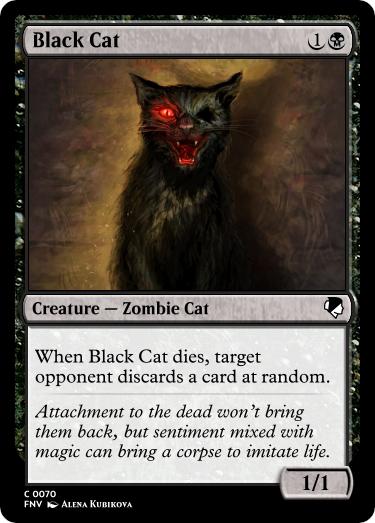 Black Cat 1
Creature — Zombie Cat
When Black Cat dies, target
opponent discards a card at random.
Attachment to the dead won't bring
them back, but sentiment mixed with
magic can bring a corpse to imitate life.
1/1
C 0070
FNV Alena Kubikova